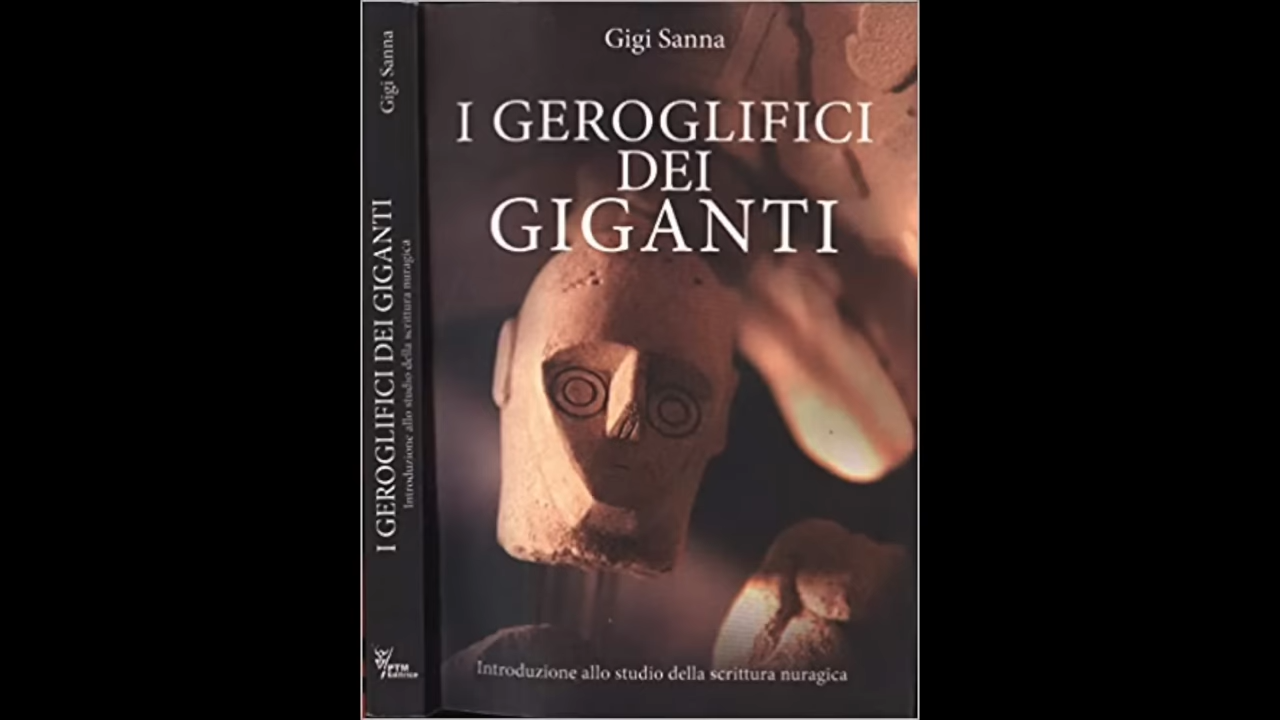 Gigi Sanna
I GEROGLIFICI
DEI
GIGANTI
Introduzione allo studio della scrittura nuragica
Gigi Sanna
I GEROGLIFICI DEI GIGANTI
Introduzione allo studio della scrittura nuragica
PTM
Editrice